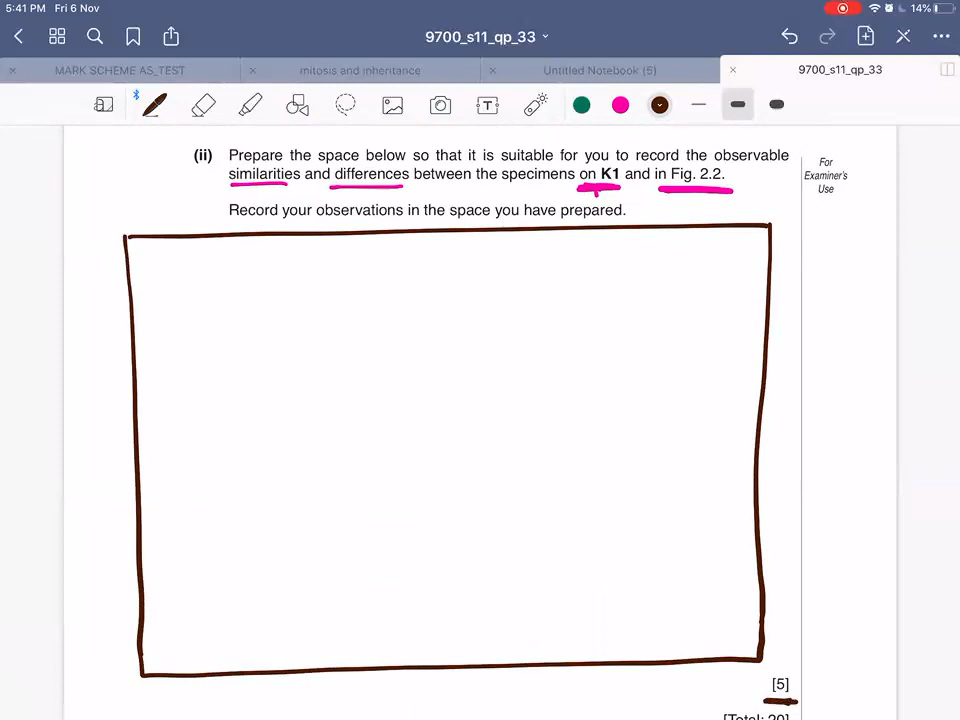 5:41 PM Fri 6 Nov
14%
9700_s11_qp_33
MARK SCHEME AS_TEST
mitosis and inheritance
Untitled Notebook (5)
9700_s11_qp_33
(ii) Prepare the space below so that it is suitable for you to record the observable
similarities and differences between the specimens on K1 and in Fig. 2.2.
Record your observations in the space you have prepared.
For
Examiner's
Use
[5]
[Total: 20]